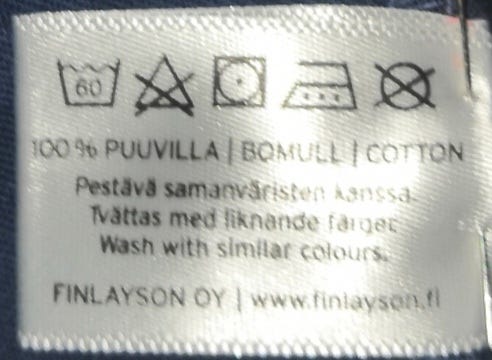 60
100 % PUUVILLA | BOMULL | COTTON
Pestävä samanväristen kanssa.
Tvättas med liknande färger.
Wash with similar colours.
FINLAYSON OY | www.finlayson.fi